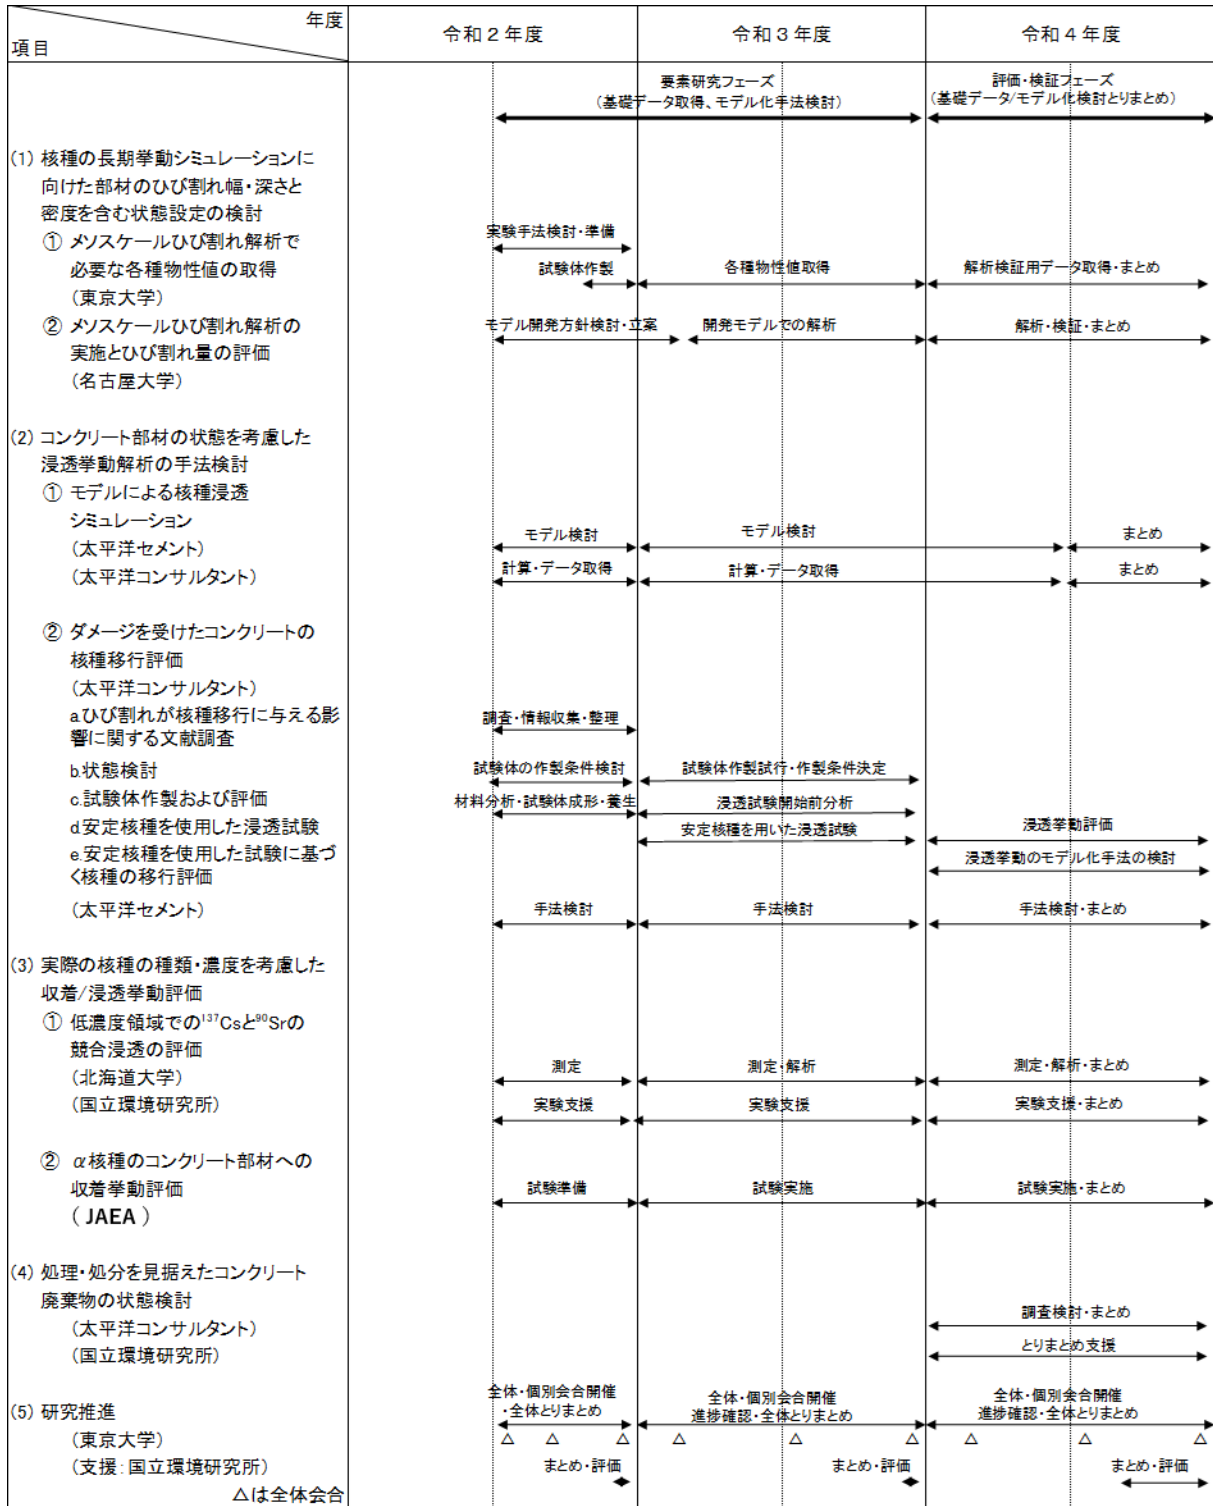 年度
項目
令和2年度
令和3年度
令和4年度
要素研究フェーズ
(基礎データ取得、モデル化手法検討)
評価・検証フェーズ
(基礎データ/モデル化検討とりまとめ)
(1) 核種の長期挙動シミュレーションに
向けた部材のひび割れ幅・深さと
密度を含む状態設定の検討
① メソスケールひび割れ解析で
必要な各種物性値の取得
(東京大学)
実験手法検討・準備
試験体作製
各種物性値取得
解析検証用データ取得・まとめ
② メソスケールひび割れ解析の
実施とひび割れ量の評価
(名古屋大学)
モデル開発方針検討・立案
開発モデルでの解析
解析・検証・まとめ
(2) コンクリート部材の状態を考慮した
浸透挙動解析の手法検討
① モデルによる核種浸透
シミュレーション
(太平洋セメント)
モデル検討
モデル検討
まとめ
(太平洋コンサルタント)
計算・データ取得
計算・データ取得
まとめ
② ダメージを受けたコンクリートの
核種移行評価
(太平洋コンサルタント)
a.ひび割れが核種移行に与える影
響に関する文献調査
調査・情報収集・整理
b.状態検討
試験体の作製条件検討
試験体作製試行・作製条件決定
c.試験体作製および評価
材料分析・試験体成形・養生
浸透試験開始前分析
d.安定核種を使用した浸透試験
安定核種を用いた浸透試験
浸透挙動評価
e.安定核種を使用した試験に基づ
く核種の移行評価
浸透挙動のモデル化手法の検討
(太平洋セメント)
手法検討
手法検討
手法検討・まとめ
(3) 実際の核種の種類・濃度を考慮した
収着/浸透挙動評価
① 低濃度領域での¹³⁷Csと⁹⁰Srの
競合浸透の評価
(北海道大学)
測定
測定・解析
測定・解析・まとめ
(国立環境研究所)
実験支援
実験支援
実験支援・まとめ
② α核種のコンクリート部材への
収着挙動評価
(JAEA)
試験準備
試験実施
試験実施・まとめ
(4) 処理・処分を見据えたコンクリート
廃棄物の状態検討
(太平洋コンサルタント)
調査検討・まとめ
(国立環境研究所)
とりまとめ支援
(5) 研究推進
(東京大学)
(支援:国立環境研究所)
△は全体会合
全体・個別会合開催
・全体とりまとめ
全体・個別会合開催
進捗確認・全体とりまとめ
全体・個別会合開催
進捗確認・全体とりまとめ
△ △ △ △ △ △ △ △ △
まとめ・評価
まとめ・評価
まとめ・評価